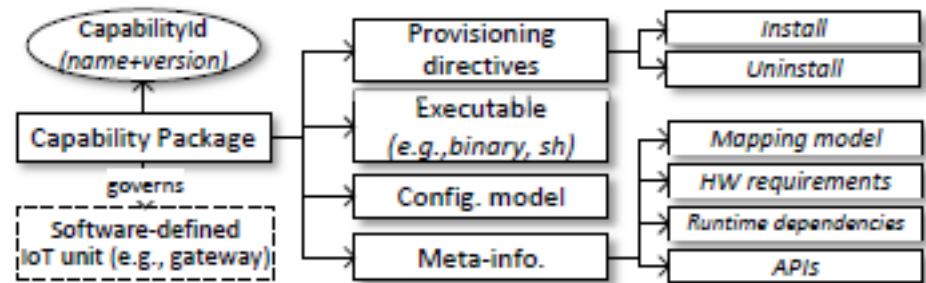 CapabilityId
(name+version)
Capability Package
governs
Software-defined
IoT unit (e.g., gateway)
Provisioning
directives
Executable
(e.g.,binary, sh)
Config. model
Meta-info.
Install
Uninstall
Mapping model
HW requirements
Runtime dependencies
APIs